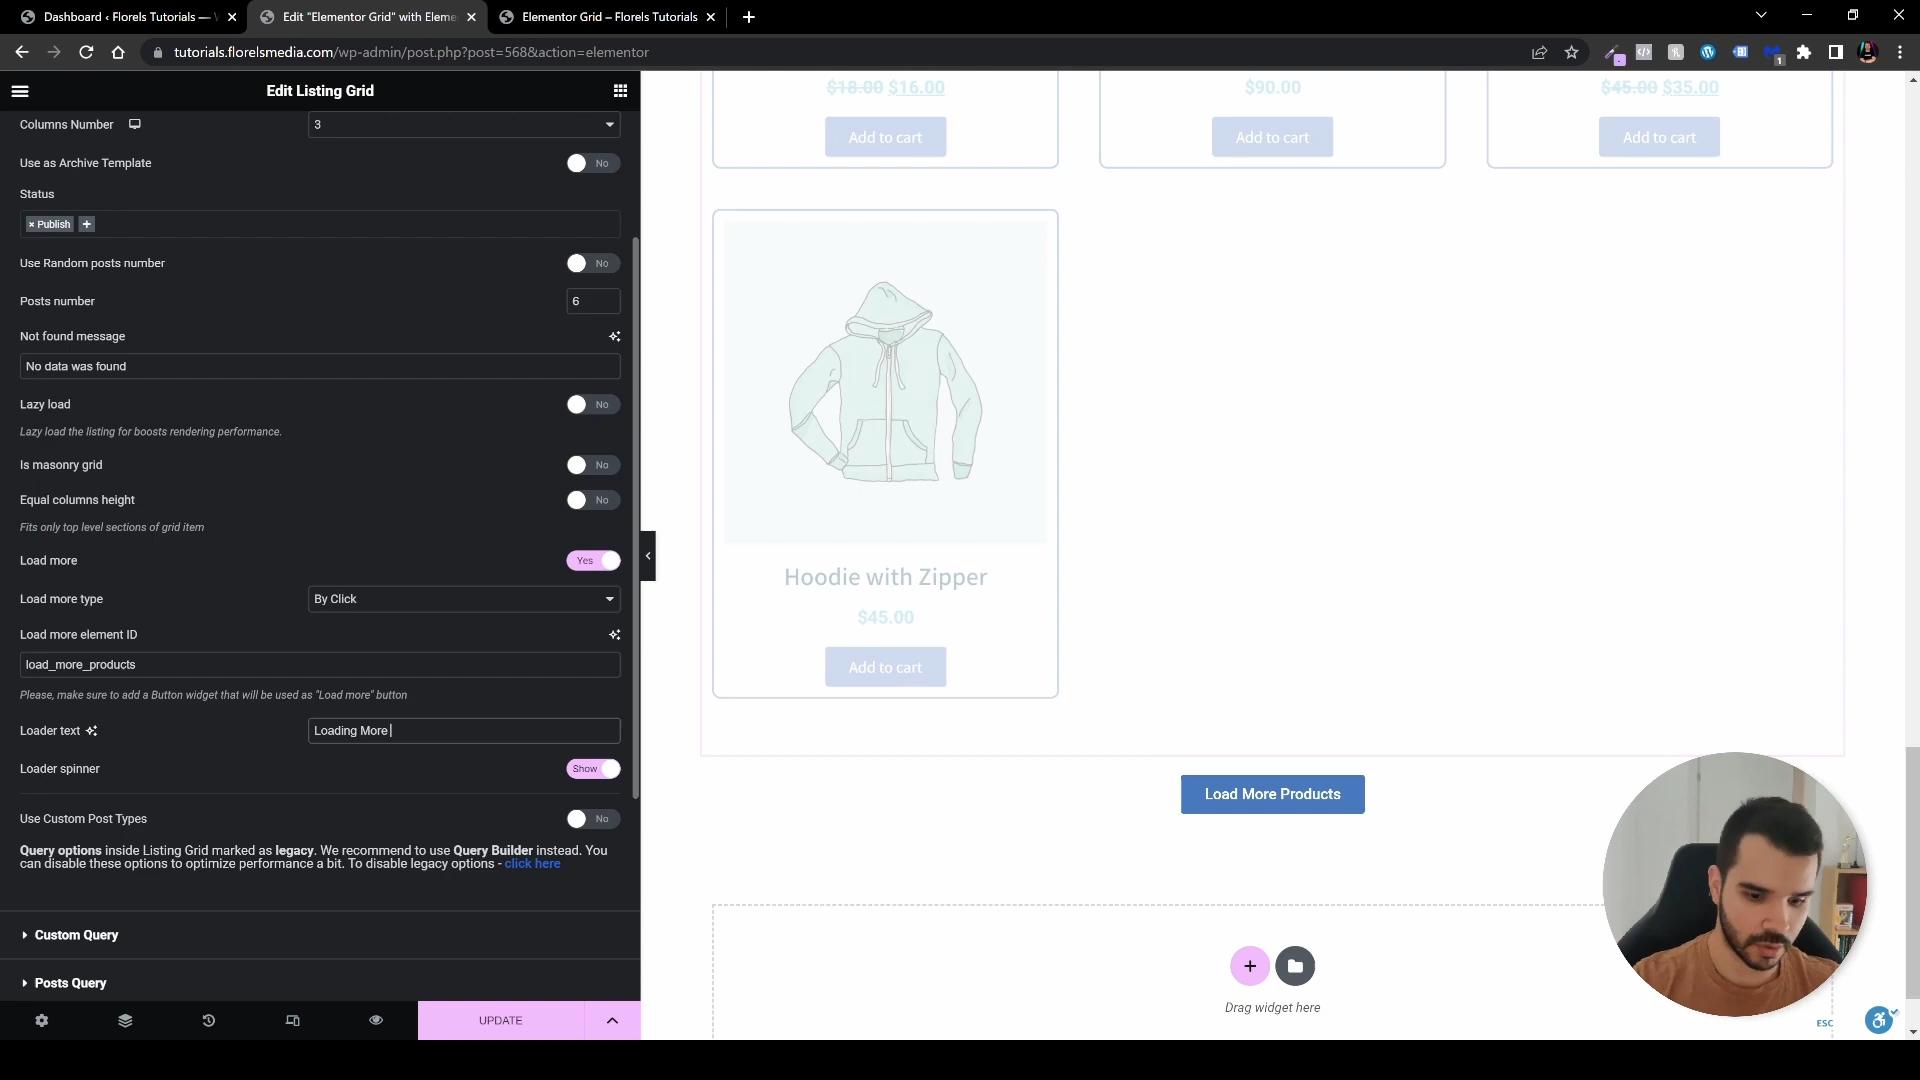 Dashboard ‹ Florels Tutorials —
Edit "Elementor Grid" with Eleme
Elementor Grid – Florels Tutorials
tutorials.florelsmedia.com/wp-admin/post.php?post=568&action=elementor
1
Edit Listing Grid
Columns Number
3
Use as Archive Template
No
Status
× Publish +
Use Random posts number
No
Posts number
6
Not found message
No data was found
Lazy load
No
Lazy load the listing for boosts rendering performance.
Is masonry grid
No
Equal columns height
No
Fits only top level sections of grid item
Load more
Yes
Load more type
By Click
Load more element ID
load_more_products
Please, make sure to add a Button widget that will be used as "Load more" button
Loader text
Loading More
Loader spinner
Show
Use Custom Post Types
No
Query options inside Listing Grid marked as legacy. We recommend to use Query Builder instead. You
can disable these options to optimize performance a bit. To disable legacy options - click here
Custom Query
Posts Query
UPDATE
$18.00 $16.00
$90.00
$45.00 $35.00
Add to cart
Add to cart
Add to cart
Hoodie with Zipper
$45.00
Add to cart
Load More Products
Drag widget here
ESC